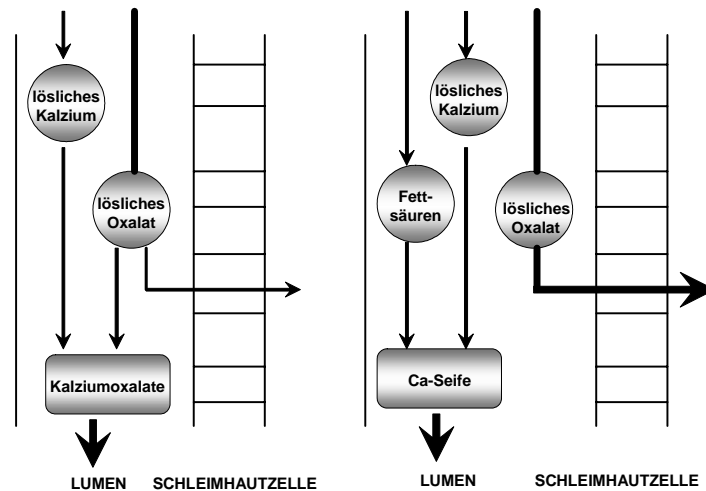 lösliches
Kalzium
lösliches
Oxalat
Kalziumoxalate
LUMEN SCHLEIMHAUTZELLE
lösliches
Kalzium
Fett-
säuren
lösliches
Oxalat
Ca-Seife
LUMEN SCHLEIMHAUTZELLE